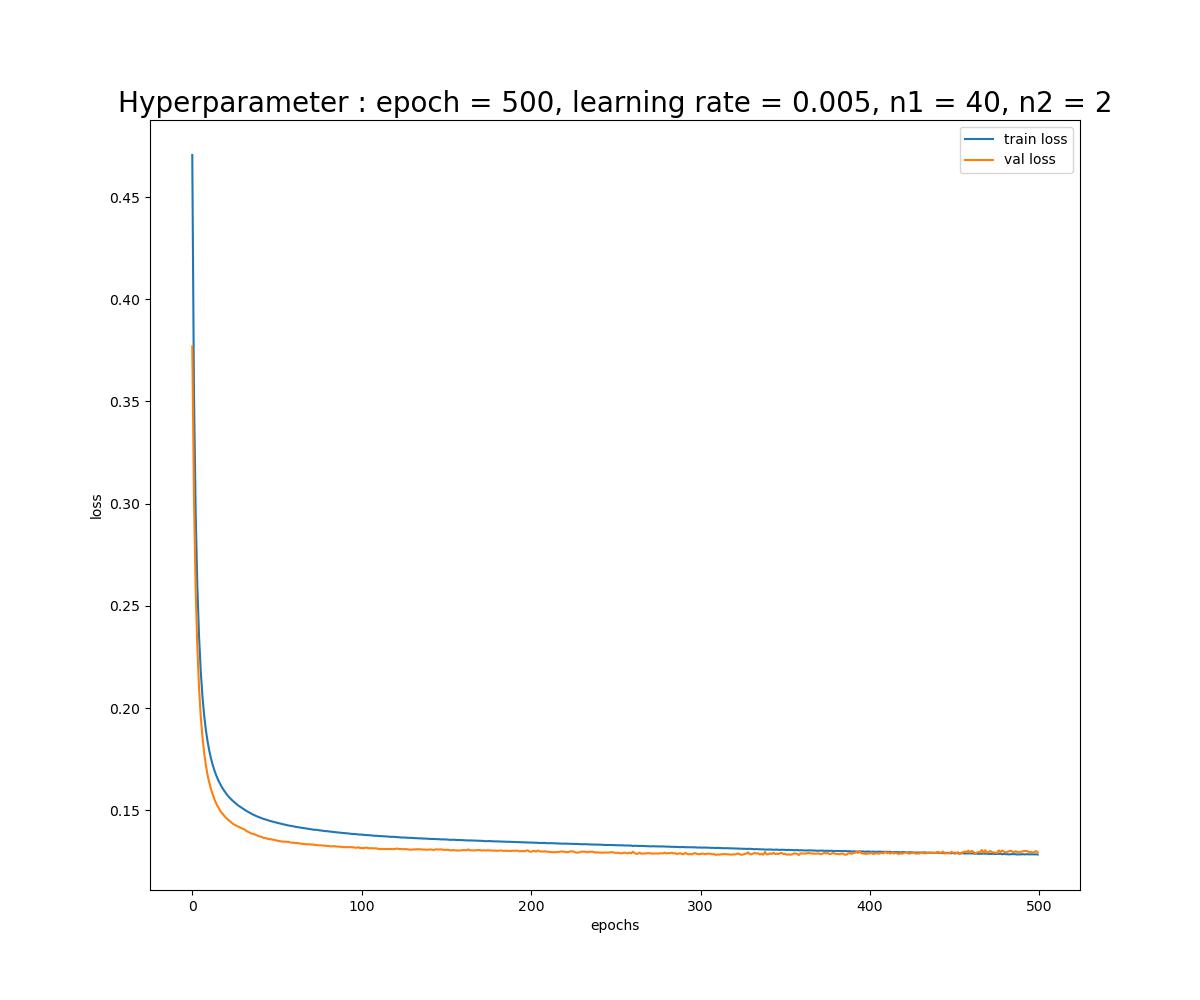 Hyperparameter : epoch = 500, learning rate = 0.005, n1 = 40, n2 = 2
train loss
val loss
0.45
0.40
0.35
0.30
0.25
0.20
0.15
loss
0 100 200 300 400 500
epochs